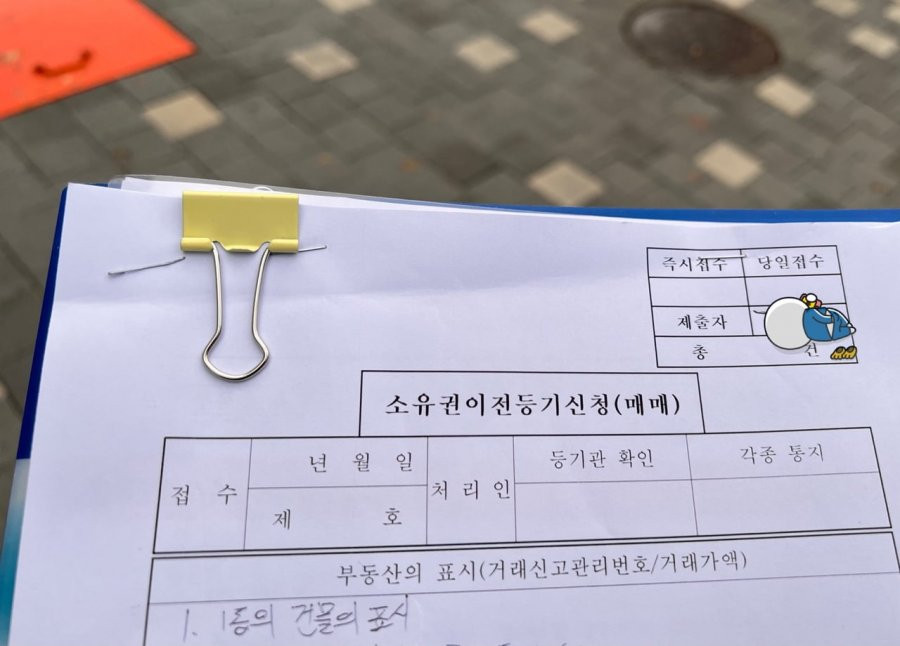 즉시접수 당일접수
제출자
총 건
소유권이전등기신청(매매)
접 수 년 월 일 처 리 인 등기관 확인 각종 통지
제 호
부동산의 표시(거래신고관리번호/거래가액)
1. 1동의 건물의 표시